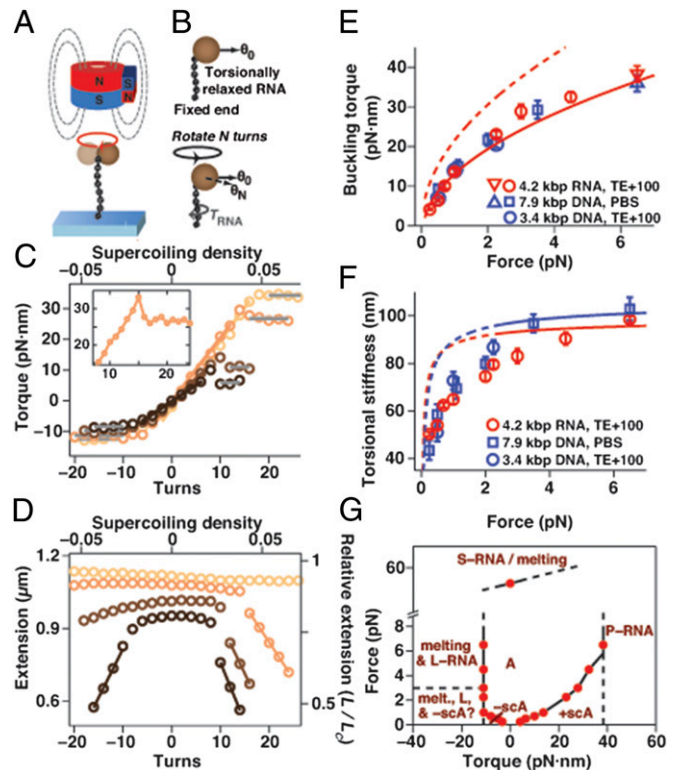 A
N
S
S
N
B
θ0
Torsionally
relaxed RNA
Fixed end
Rotate N turns
θ0
θN
TRNA
C
Supercoiling density
−0.05 0 0.05
Torque (pN·nm)
30
20
10
0
−10
30
20
10 20
−20 −10 0 10 20
Turns
D
Supercoiling density
−0.05 0 0.05
Extension (µm)
1.2
0.9
0.6
1
0.5
Relative extension (L / LC)
−20 −10 0 10 20
Turns
E
Buckling torque
(pN·nm)
40
30
20
10
0
4.2 kbp RNA, TE+100
7.9 kbp DNA, PBS
3.4 kbp DNA, TE+100
0 2 4 6
Force (pN)
F
Torsional stiffness (nm)
100
80
60
40
4.2 kbp RNA, TE+100
7.9 kbp DNA, PBS
3.4 kbp DNA, TE+100
0 2 4 6
Force (pN)
G
Force (pN)
60
8
6
4
2
0
S−RNA / melting
P−RNA
melting
& L−RNA
A
melt., L,
& −scA?
−scA
+scA
−40 −20 0 20 40 60
Torque (pN·nm)